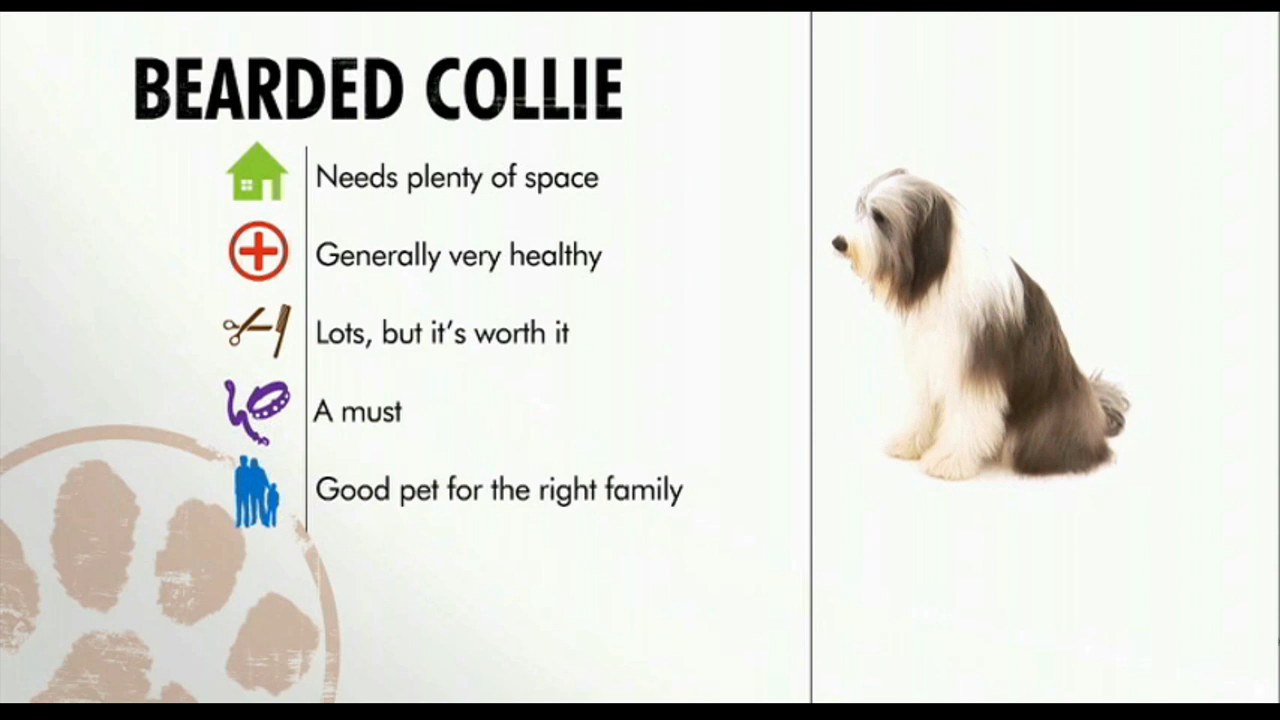 BEARDED COLLIE
Needs plenty of space
Generally very healthy
Lots, but it's worth it
A must
Good pet for the right family